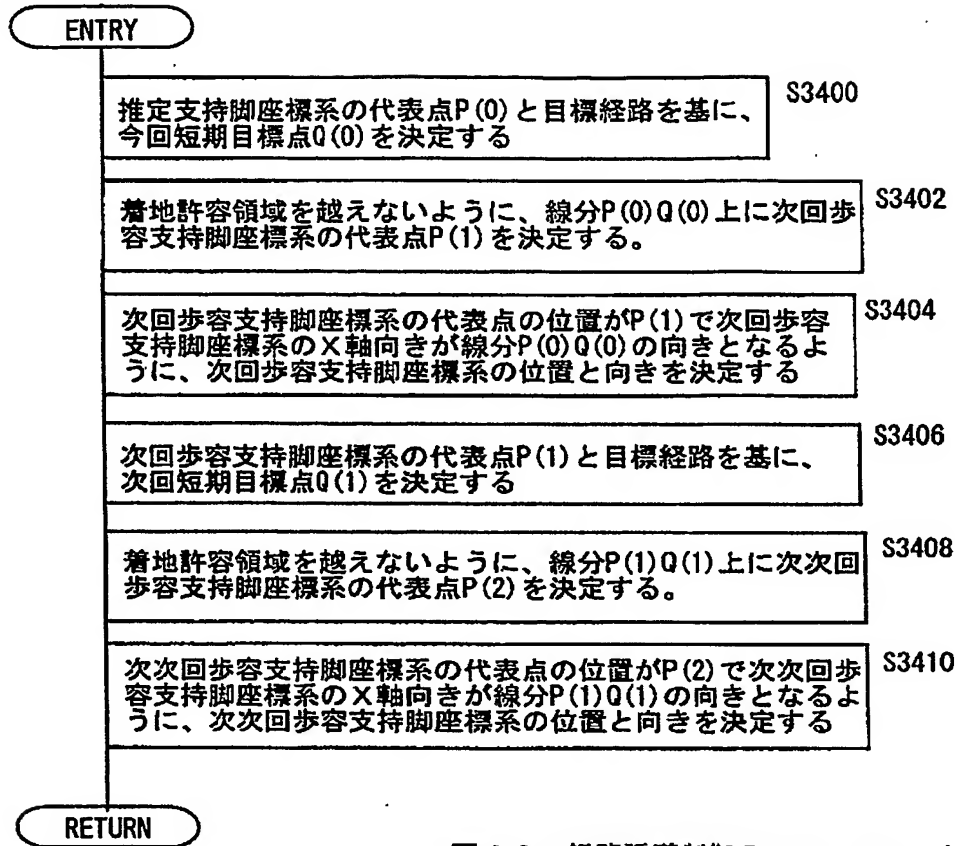 ENTRY
S3400
推定支持脚座標系の代表点P(0)と目標経路を基に、
今回短期目標点Q(0)を決定する
S3402
着地許容領域を越えないように、線分P(0)Q(0)上に次回歩
容支持脚座標系の代表点P(1)を決定する。
S3404
次回歩容支持脚座標系の代表点の位置がP(1)で次回歩容
支持脚座標系のX軸向きが線分P(0)Q(0)の向きとなるよ
うに、次回歩容支持脚座標系の位置と向きを決定する
S3406
次回歩容支持脚座標系の代表点P(1)と目標経路を基に、
次回短期目標点Q(1)を決定する
S3408
着地許容領域を越えないように、線分P(1)Q(1)上に次次回
歩容支持脚座標系の代表点P(2)を決定する。
S3410
次次回歩容支持脚座標系の代表点の位置がP(2)で次次回歩
容支持脚座標系のX軸向きが線分P(1)Q(1)の向きとなるよ
うに、次次回歩容支持脚座標系の位置と向きを決定する
RETURN